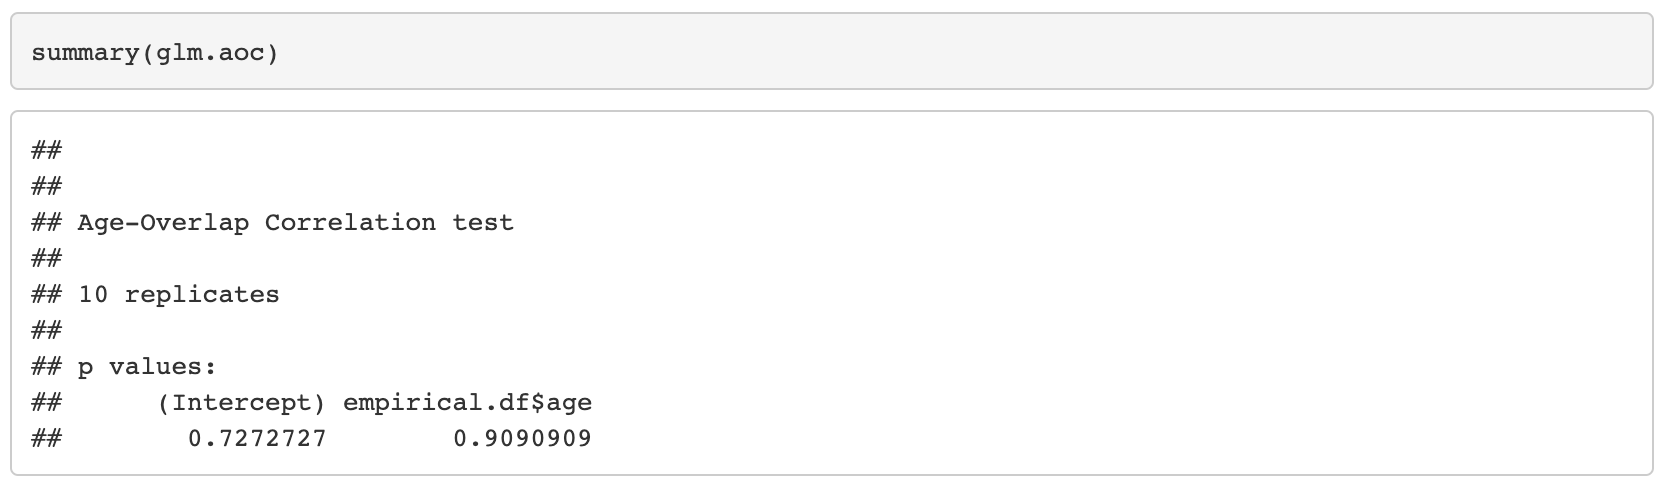 summary(glm.aoc)
##
##
## Age-Overlap Correlation test
##
## 10 replicates
##
## p values:
##      (Intercept) empirical.df$age
##        0.7272727        0.9090909